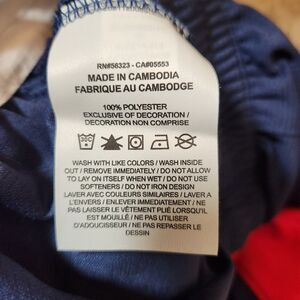 RN#56323 - CA#05553
MADE IN CAMBODIA
FABRIQUE AU CAMBODGE
100% POLYESTER
EXCLUSIVE OF DECORATION /
DECORATION NON COMPRISE
WASH WITH LIKE COLORS / WASH INSIDE
OUT / REMOVE IMMEDIATELY / DO NOT ALLOW
TO LAY ON ITSELF WHEN WET / DO NOT USE
SOFTENERS / DO NOT IRON DESIGN
LAVER AVEC COULEURS SIMILAIRES / LAVER A
L'ENVERS / ENLEVER IMMEDIATEMENT / NE
PAS LAISSER LE VÊTEMENT PLIÉ LORSQU'IL
EST MOUILLÉ / NE PAS UTILISER
D'ADOUCISSEUR / NE PAS REPASSER LE
DESSIN